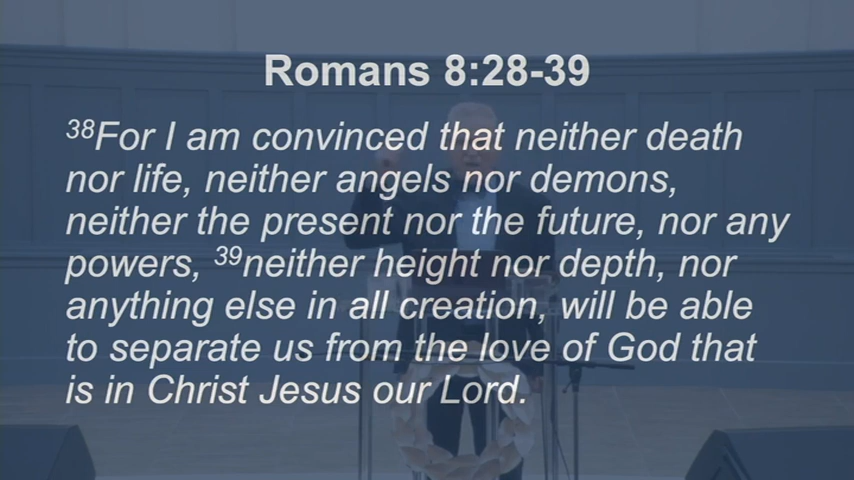 Romans 8:28-39
38For I am convinced that neither death
nor life, neither angels nor demons,
neither the present nor the future, nor any
powers, 39neither height nor depth, nor
anything else in all creation, will be able
to separate us from the love of God that
is in Christ Jesus our Lord.